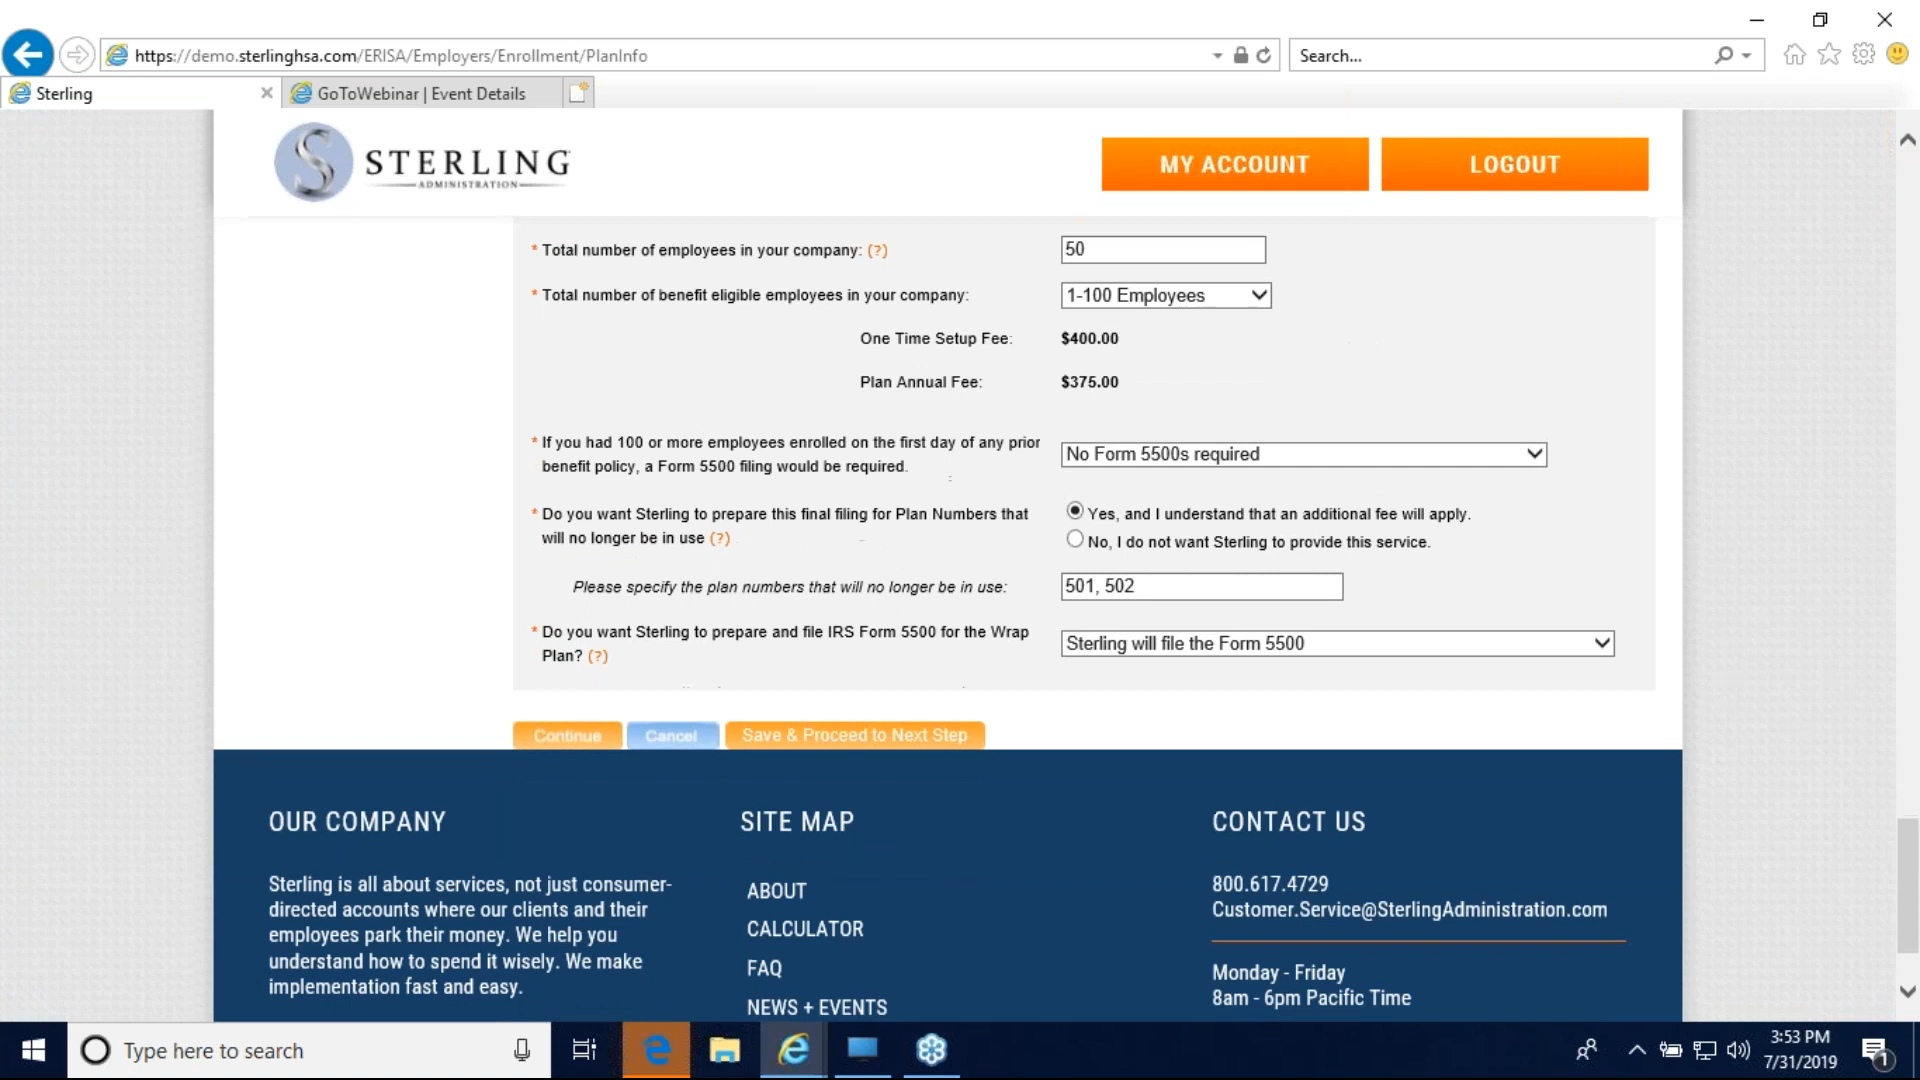 https://demo.sterlinghsa.com/ERISA/Employers/Enrollment/PlanInfo
Search...
Sterling
GoToWebinar | Event Details
S
STERLING
ADMINISTRATION
MY ACCOUNT
LOGOUT
* Total number of employees in your company: (?)
50
* Total number of benefit eligible employees in your company:
1-100 Employees
One Time Setup Fee:
$400.00
Plan Annual Fee:
$375.00
* If you had 100 or more employees enrolled on the first day of any prior
benefit policy, a Form 5500 filing would be required.
No Form 5500s required
* Do you want Sterling to prepare this final filing for Plan Numbers that
will no longer be in use (?)
Yes, and I understand that an additional fee will apply.
No, I do not want Sterling to provide this service.
Please specify the plan numbers that will no longer be in use:
501, 502
* Do you want Sterling to prepare and file IRS Form 5500 for the Wrap
Plan? (?)
Sterling will file the Form 5500
Continue
Cancel
Save & Proceed to Next Step
OUR COMPANY
Sterling is all about services, not just consumer-
directed accounts where our clients and their
employees park their money. We help you
understand how to spend it wisely. We make
implementation fast and easy.
SITE MAP
ABOUT
CALCULATOR
FAQ
NEWS + EVENTS
CONTACT US
800.617.4729
Customer.Service@SterlingAdministration.com
Monday - Friday
8am - 6pm Pacific Time
Type here to search
3:53 PM
7/31/2019
1